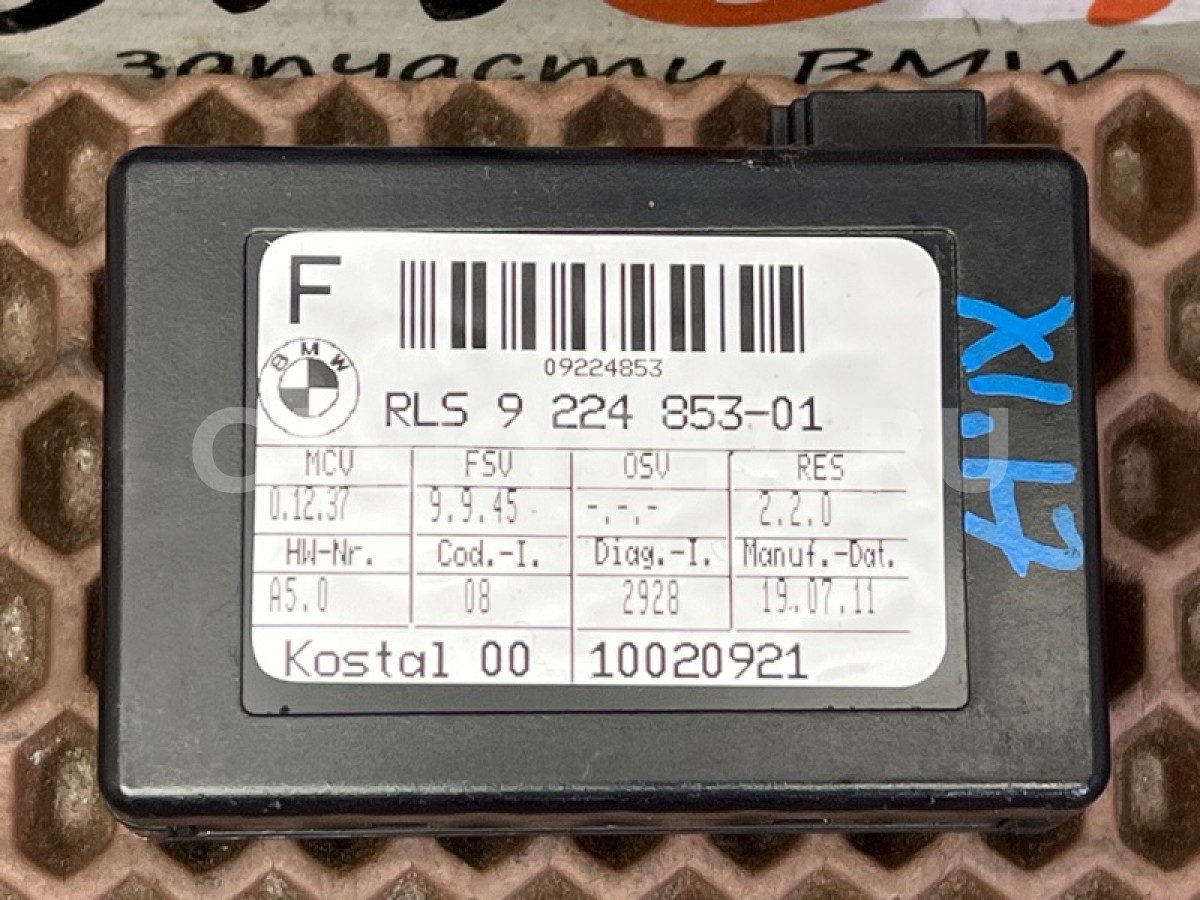 запчасти BMW
F
09224853
BMW
RLS 9 224 853-01
MCV FSV OSV RES
0.12.37 9.9.45 -.-.- 2.2.0
HW-Nr. Cod.-I. Diag.-I. Manuf.-Dat.
A5.0 08 2928 19.07.11
Kostal 00 10020921